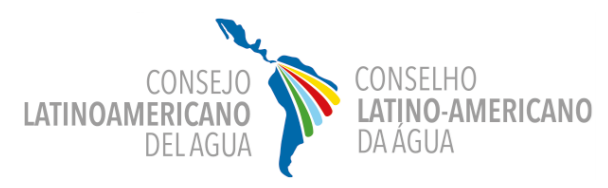 CONSEJO
LATINOAMERICANO
DEL AGUA
CONSELHO
LATINO-AMERICANO
DA ÁGUA